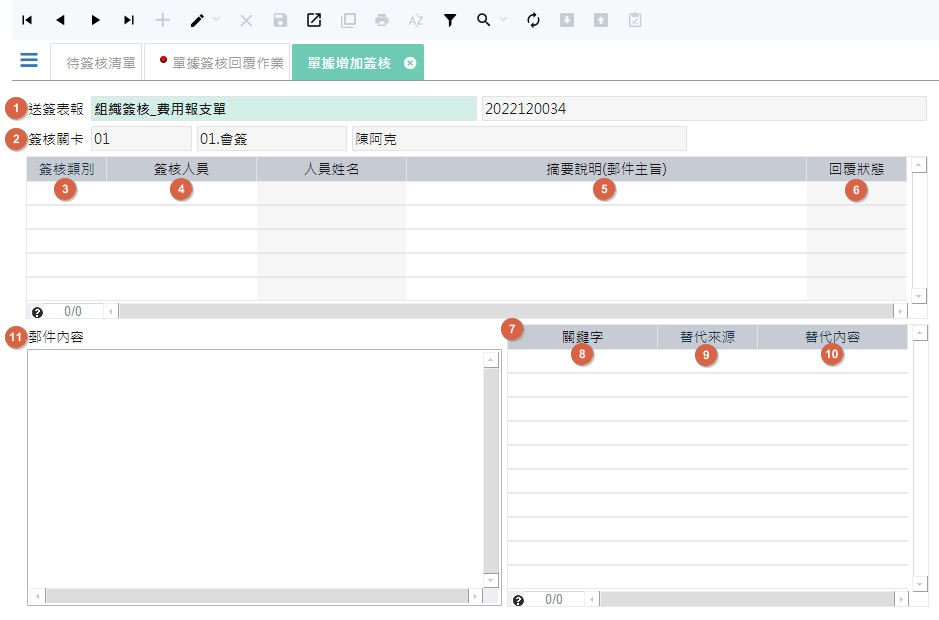 待簽核清單 單據簽核回覆作業 單據增加簽核
1 送簽表報 組織簽核_費用報支單 2022120034
2 簽核關卡 01 01.會簽 陳阿克
簽核類別 簽核人員 人員姓名 摘要說明(郵件主旨) 回覆狀態
3 4 5 6
0/0
11 郵件內容
7 關鍵字 替代來源 替代內容
8 9 10
0/0